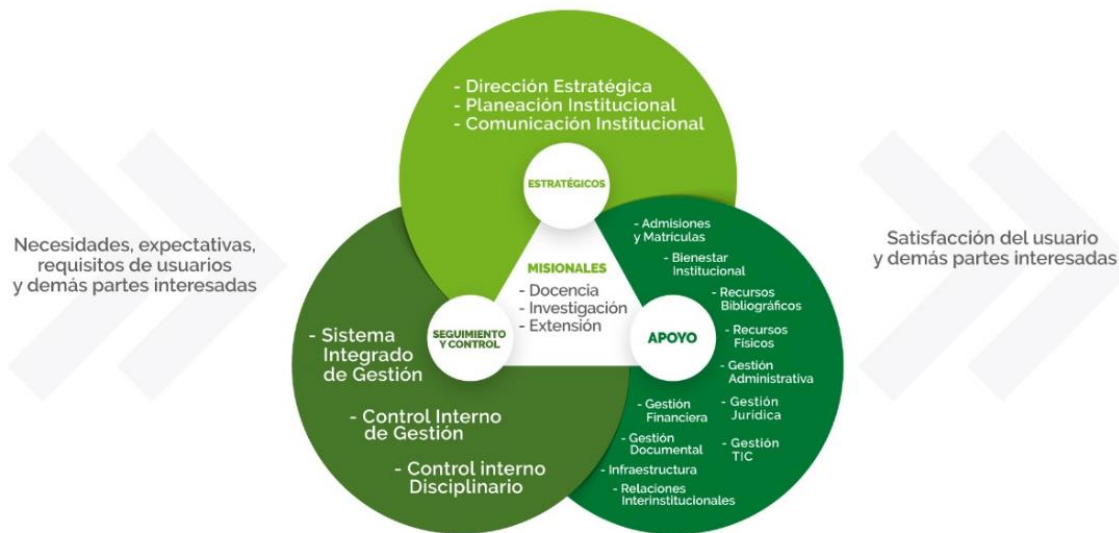 Necesidades, expectativas,
requisitos de usuarios
y demás partes interesadas
- Dirección Estratégica
- Planeación Institucional
- Comunicación Institucional
ESTRATÉGICOS
MISIONALES
- Docencia
- Investigación
- Extensión
SEGUIMIENTO
Y CONTROL
- Sistema
Integrado
de Gestión
- Control Interno
de Gestión
- Control interno
Disciplinario
APOYO
- Admisiones
y Matrículas
- Bienestar
Institucional
- Recursos
Bibliográficos
- Recursos
Físicos
- Gestión
Administrativa
- Gestión
Jurídica
- Gestión
TIC
- Gestión
Financiera
- Gestión
Documental
- Infraestructura
- Relaciones
Interinstitucionales
Satisfacción del usuario
y demás partes interesadas